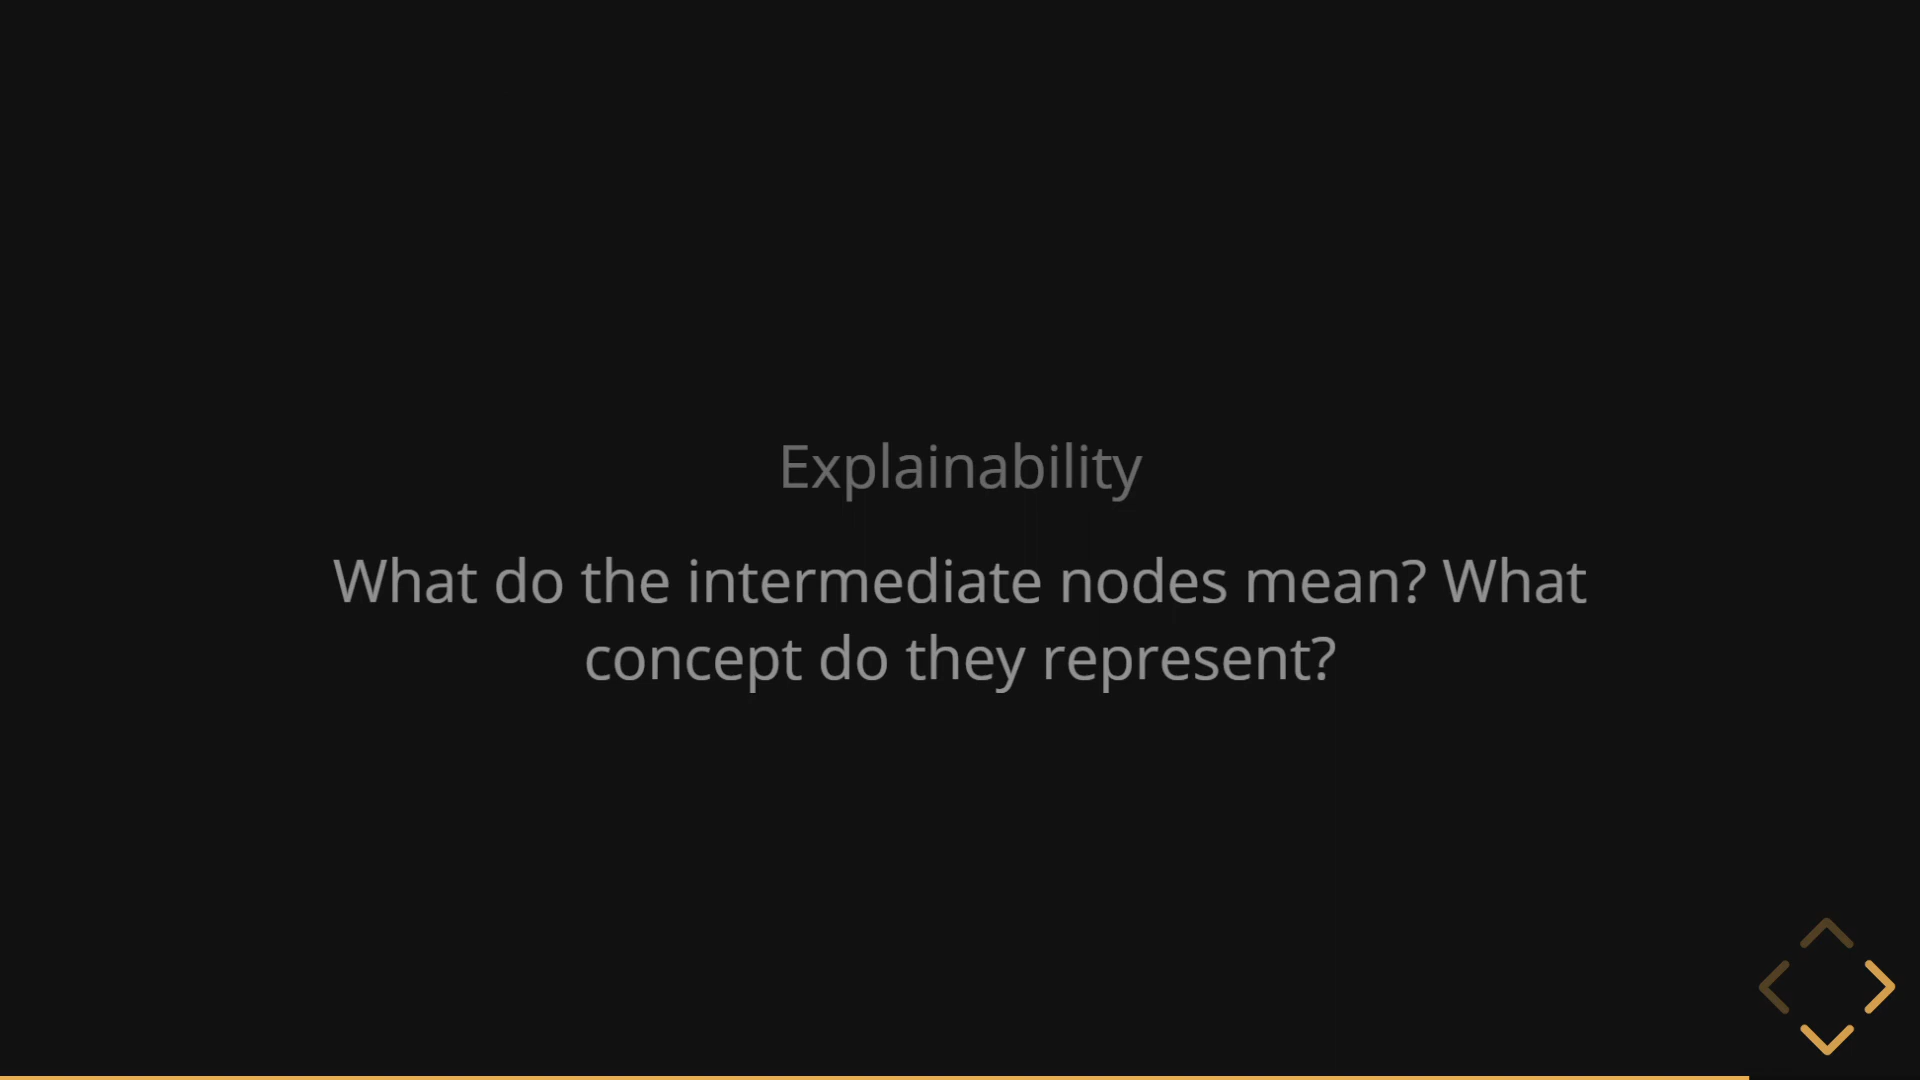 Explainability
What do the intermediate nodes mean? What
concept do they represent?